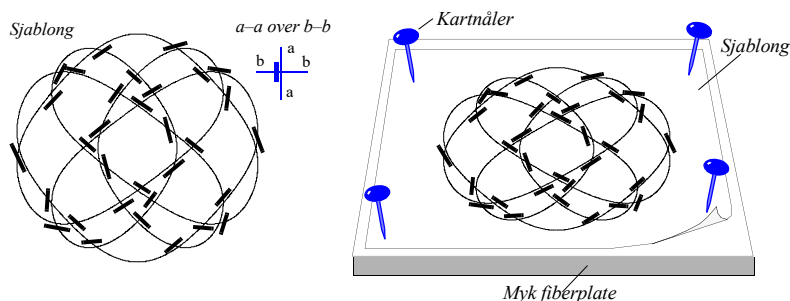 Sjablong
a–a over b–b
a
b b
a
Kartnåler
Sjablong
Myk fiberplate